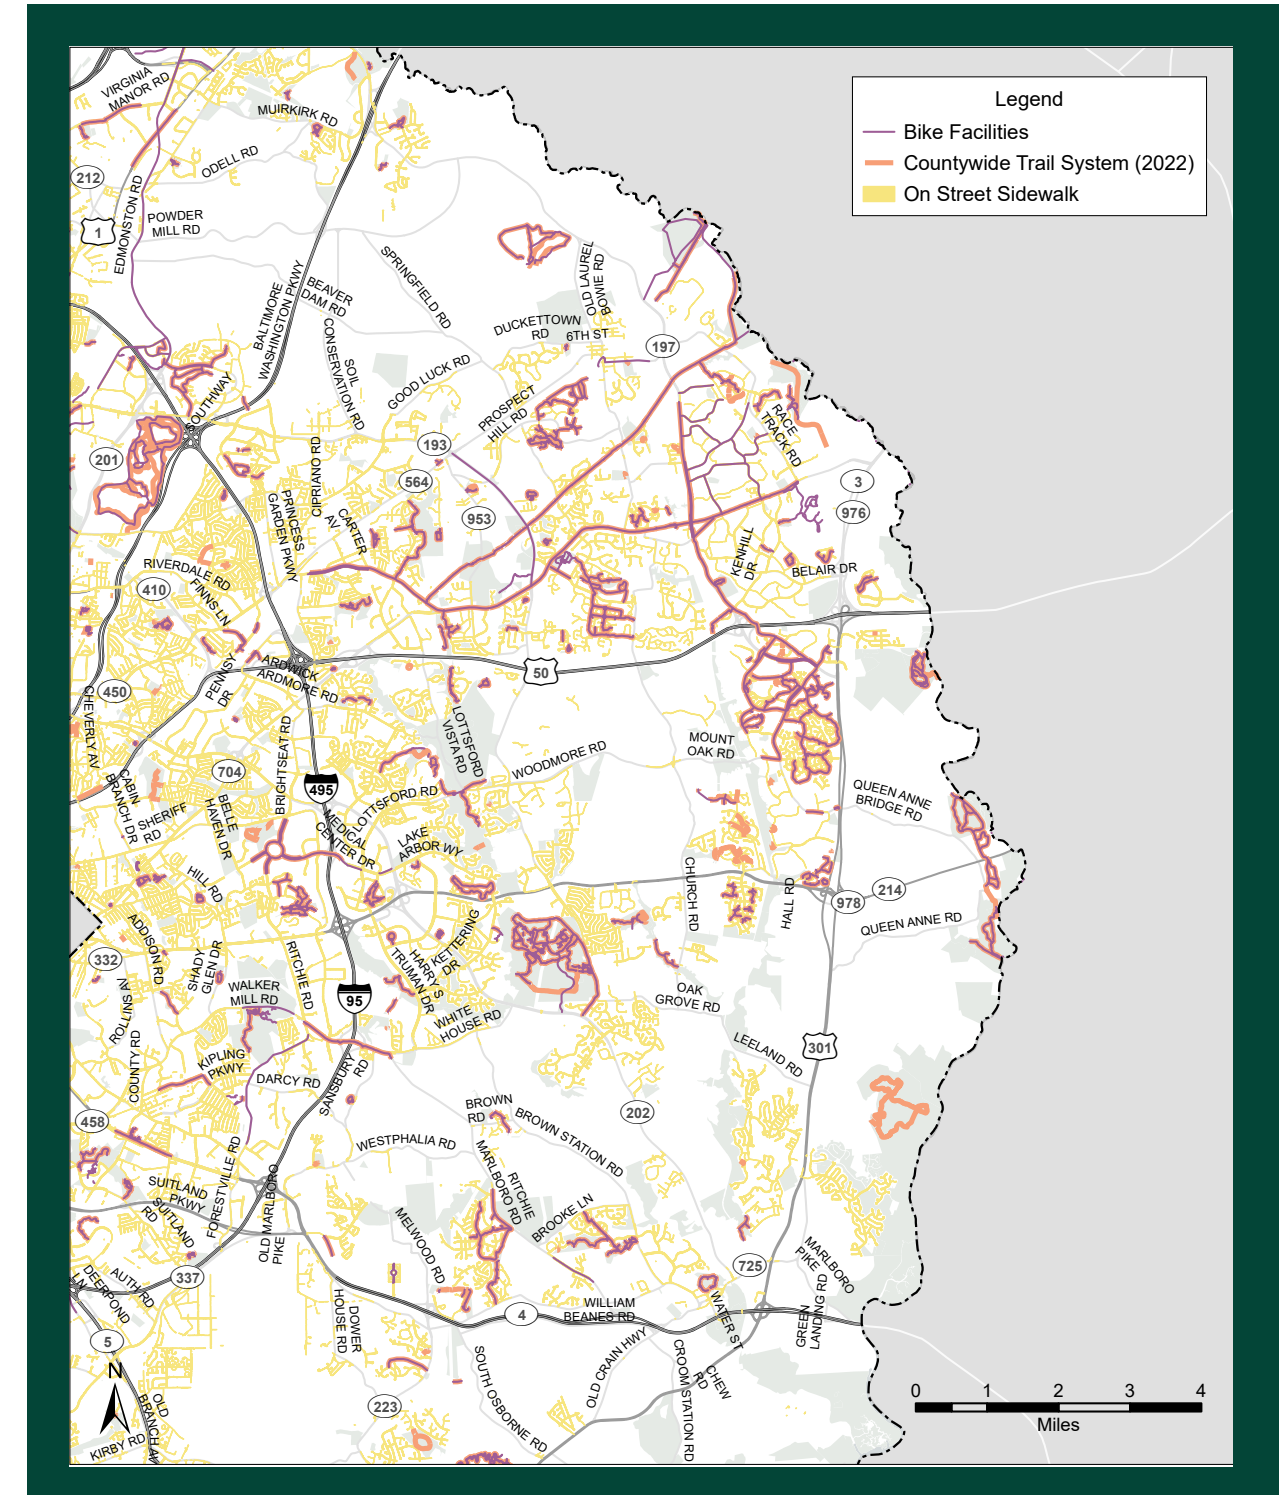 Legend
Bike Facilities
Countywide Trail System (2022)
On Street Sidewalk
VIRGINIA
MANOR RD
MUIRKIRK RD
ODELL RD
212
EDMONSTON RD
POWDER
MILL RD
1
BALTIMORE
WASHINGTON PKWY
BEAVER
DAM RD
SPRINGFIELD RD
OLD LAUREL
BOWIE RD
DUCKETTOWN
RD
6TH ST
197
SOIL
CONSERVATION RD
GOOD LUCK RD
PROSPECT
HILL RD
SOUTHWAY
RACE
TRACK RD
193
201
564
3
976
953
CIPRIANO RD
PRINCESS
GARDEN PKWY
CARTER
AV
KENHILL
DR
BELAIR DR
RIVERDALE RD
410
FINNS LN
ARDWICK
ARDMORE RD
PENNSY
DR
50
450
CHEVERLY AV
LOTTSFORD
VISTA RD
MOUNT
OAK RD
WOODMORE RD
BRIGHTSEAT RD
704
495
CABIN
BRANCH DR
SHERIFF
RD
BELLE
HAVEN DR
LOTTSFORD RD
MEDICAL
CENTER DR
LAKE
ARBOR WY
QUEEN ANNE
BRIDGE RD
HILL RD
CHURCH RD
HALL RD
214
978
QUEEN ANNE RD
ADDISON RD
332
SHADY
GLEN DR
RITCHIE RD
HARRY S
TRUMAN DR
KETTERING
DR
WALKER
MILL RD
95
ROLLINS AV
WHITE
HOUSE RD
OAK
GROVE RD
LEELAND RD
301
COUNTY RD
KIPLING
PKWY
DARCY RD
SANSBURY
RD
458
BROWN
RD
BROWN STATION RD
202
WESTPHALIA RD
RITCHIE
MARLBORO RD
SUITLAND
PKWY
SUITLAND
RD
FORESTVILLE RD
OLD MARLBORO
PIKE
MELWOOD RD
BROOKE LN
MARLBORO
PIKE
725
AUTH RD
337
DEERPOND
LN
WILLIAM
BEANES RD
4
WATER ST
GREEN
LANDING RD
DOWER
HOUSE RD
5
OLD CRAIN HWY
SOUTH OSBORNE RD
CROOM STATION RD
CHEW
RD
N
OLD
BRANCH AV
KIRBY RD
223
0 1 2 3 4
Miles